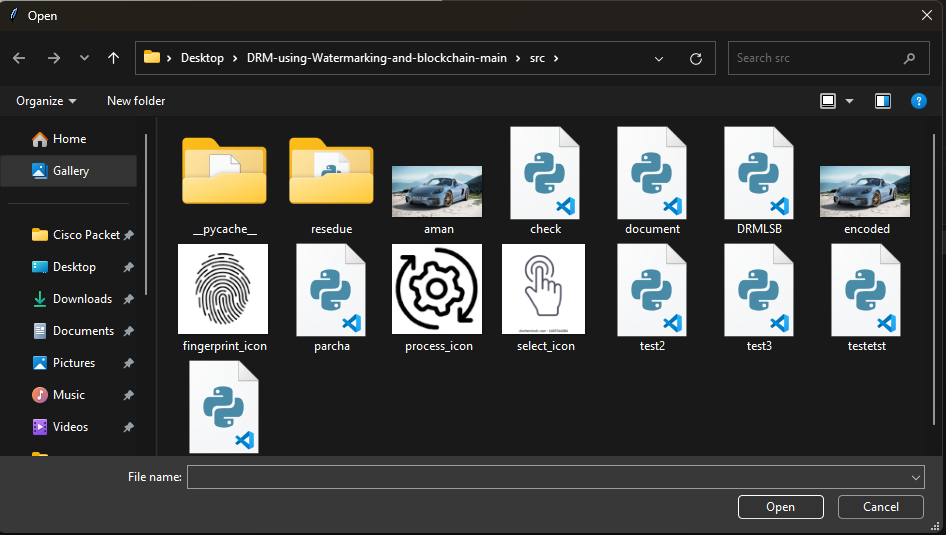 Open
Desktop
DRM-using-Watermarking-and-blockchain-main
src
Search src
Organize
New folder
?
Home
Gallery
Cisco Packet
Desktop
Downloads
Documents
Pictures
Music
Videos
__pycache__
resedue
aman
check
document
DRMLSB
encoded
fingerprint_icon
parcha
process_icon
select_icon
test2
test3
testetst
File name:
Open
Cancel